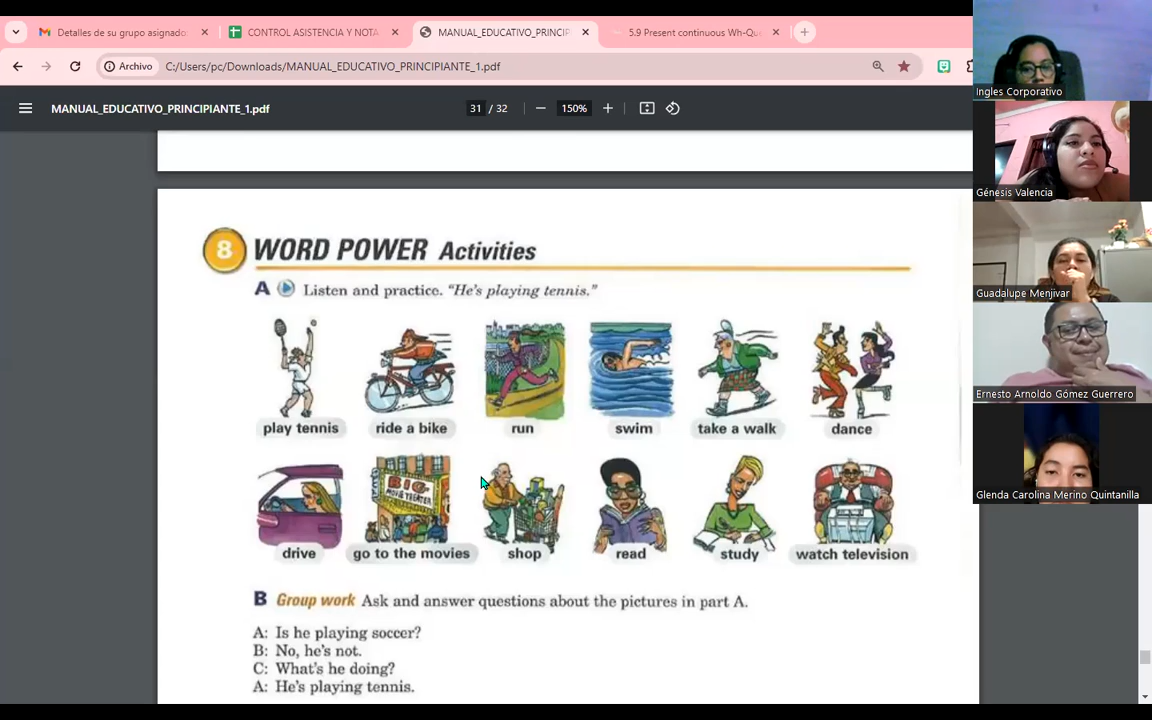 Detalles de su grupo asignado
CONTROL ASISTENCIA Y NOTA
MANUAL_EDUCATIVO_PRINCIP
5.9 Present continuous Wh-Que
Archivo
C:/Users/pc/Downloads/MANUAL_EDUCATIVO_PRINCIPIANTE_1.pdf
MANUAL_EDUCATIVO_PRINCIPIANTE_1.pdf
31 / 32
150%
8 WORD POWER Activities
A Listen and practice. "He's playing tennis."
play tennis
ride a bike
run
swim
take a walk
dance
BIG
MOVIE THEATER
drive
go to the movies
shop
read
study
watch television
B Group work Ask and answer questions about the pictures in part A.
A: Is he playing soccer?
B: No, he's not.
C: What's he doing?
A: He's playing tennis.
Ingles Corporativo
Génesis Valencia
Guadalupe Menjivar
Ernesto Arnoldo Gómez Guerrero
Glenda Carolina Merino Quintanilla